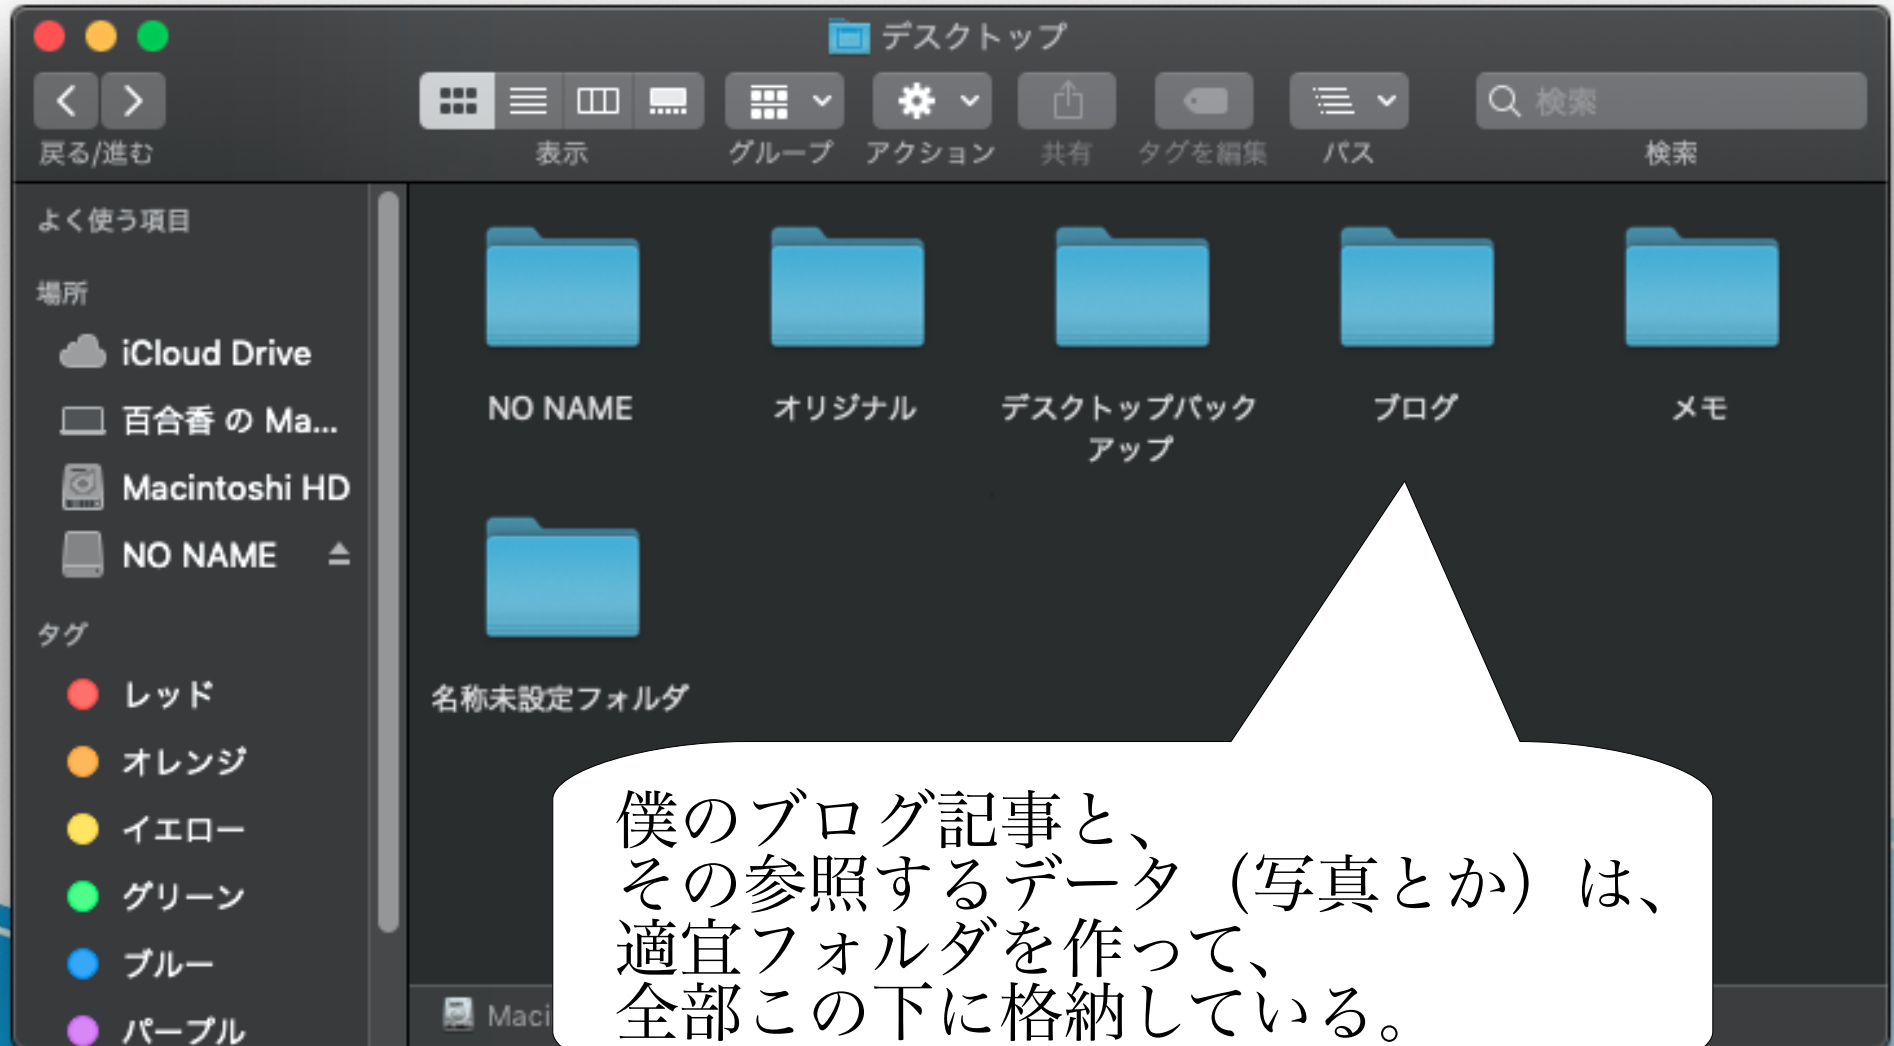 デスクトップ
戻る/進む
表示
グループ
アクション
共有
タグを編集
パス
検索
検索
よく使う項目
場所
iCloud Drive
百合香 の Ma...
Macintoshi HD
NO NAME
タグ
レッド
オレンジ
イエロー
グリーン
ブルー
パープル
NO NAME
オリジナル
デスクトップバック
アップ
ブログ
メモ
名称未設定フォルダ
僕のブログ記事と、
その参照するデータ（写真とか）は、
適宜フォルダを作って、
全部この下に格納している。
Maci